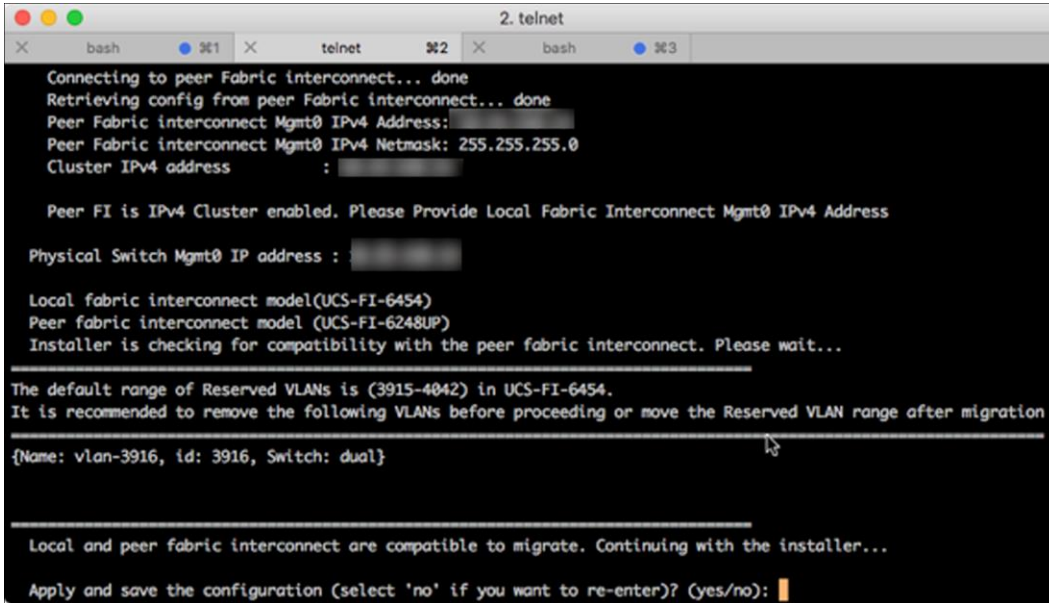 2. telnet
bash ⌘1 telnet ⌘2 bash ⌘3
Connecting to peer Fabric interconnect... done
Retrieving config from peer Fabric interconnect... done
Peer Fabric interconnect Mgmt0 IPv4 Address:
Peer Fabric interconnect Mgmt0 IPv4 Netmask: 255.255.255.0
Cluster IPv4 address :
Peer FI is IPv4 Cluster enabled. Please Provide Local Fabric Interconnect Mgmt0 IPv4 Address
Physical Switch Mgmt0 IP address :
Local fabric interconnect model(UCS-FI-6454)
Peer fabric interconnect model (UCS-FI-6248UP)
Installer is checking for compatibility with the peer fabric interconnect. Please wait...
The default range of Reserved VLANs is (3915-4042) in UCS-FI-6454.
It is recommended to remove the following VLANs before proceeding or move the Reserved VLAN range after migration
{Name: vlan-3916, id: 3916, Switch: dual}
Local and peer fabric interconnect are compatible to migrate. Continuing with the installer...
Apply and save the configuration (select 'no' if you want to re-enter)? (yes/no):